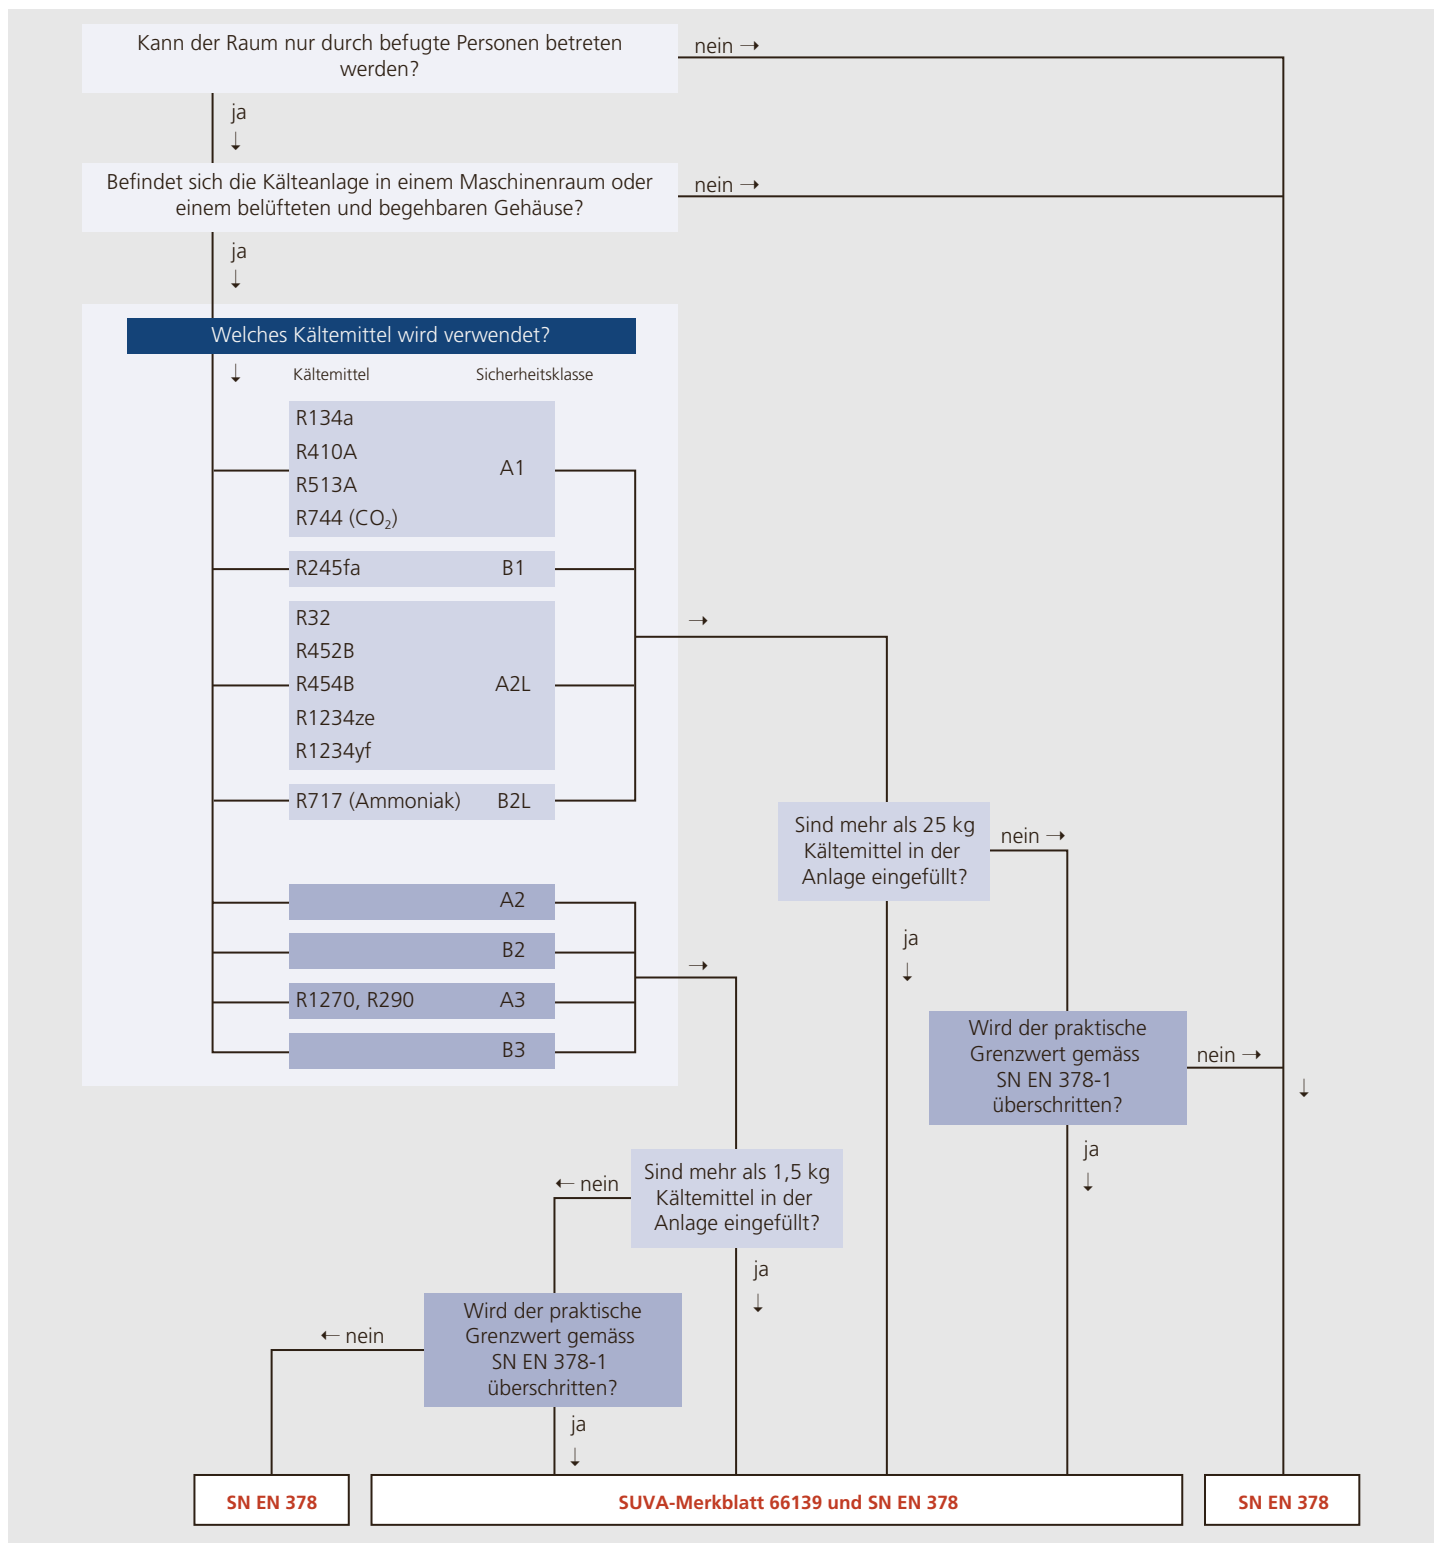 Kann der Raum nur durch befugte Personen betreten
werden?
nein →
ja
↓
Befindet sich die Kälteanlage in einem Maschinenraum oder
einem belüfteten und begehbaren Gehäuse?
nein →
ja
↓
Welches Kältemittel wird verwendet?
↓ Kältemittel Sicherheitsklasse
R134a
R410A
R513A
R744 (CO₂)
A1
R245fa B1
R32
R452B
R454B
R1234ze
R1234yf
A2L
R717 (Ammoniak) B2L
→
A2
B2
R1270, R290 A3
B3
→
Sind mehr als 25 kg
Kältemittel in der
Anlage eingefüllt?
nein →
ja
↓
Wird der praktische
Grenzwert gemäss
SN EN 378-1
überschritten?
nein →
↓
ja
↓
Sind mehr als 1,5 kg
Kältemittel in der
Anlage eingefüllt?
← nein
ja
↓
Wird der praktische
Grenzwert gemäss
SN EN 378-1
überschritten?
← nein
ja
↓
SN EN 378
SUVA-Merkblatt 66139 und SN EN 378
SN EN 378